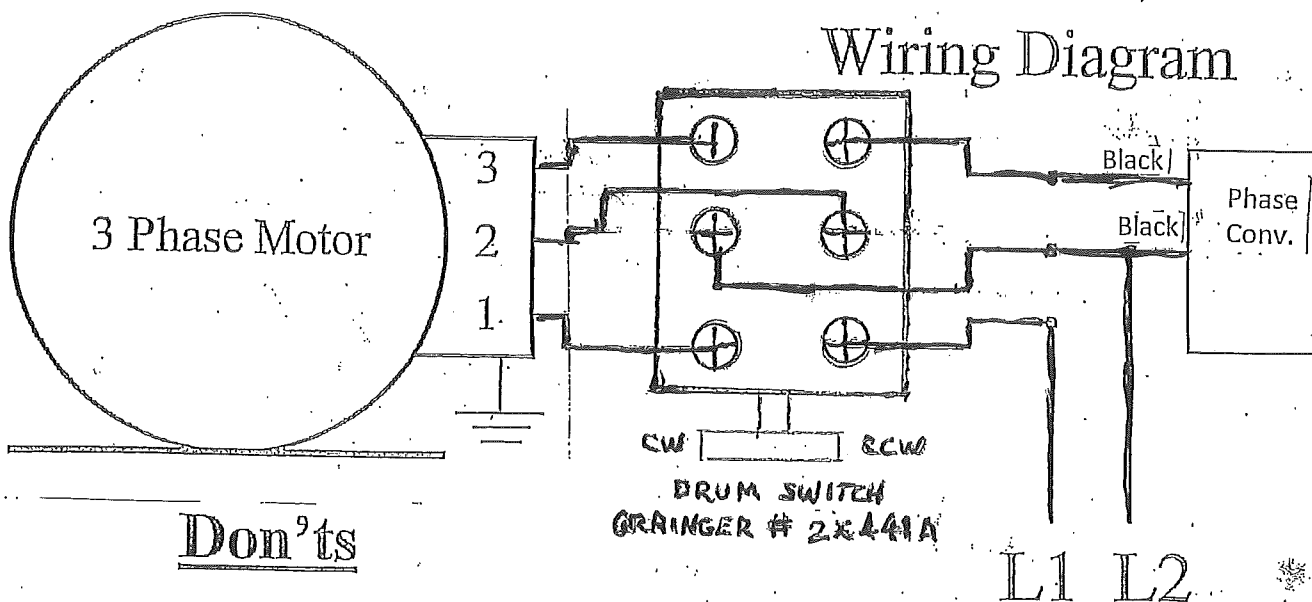 Wiring Diagram
3 Phase Motor
3
2
1
Black
Black
Phase
Conv.
CW
CCW
DRUM SWITCH
GRAINGER # 2X441A
Don'ts
L1 L2